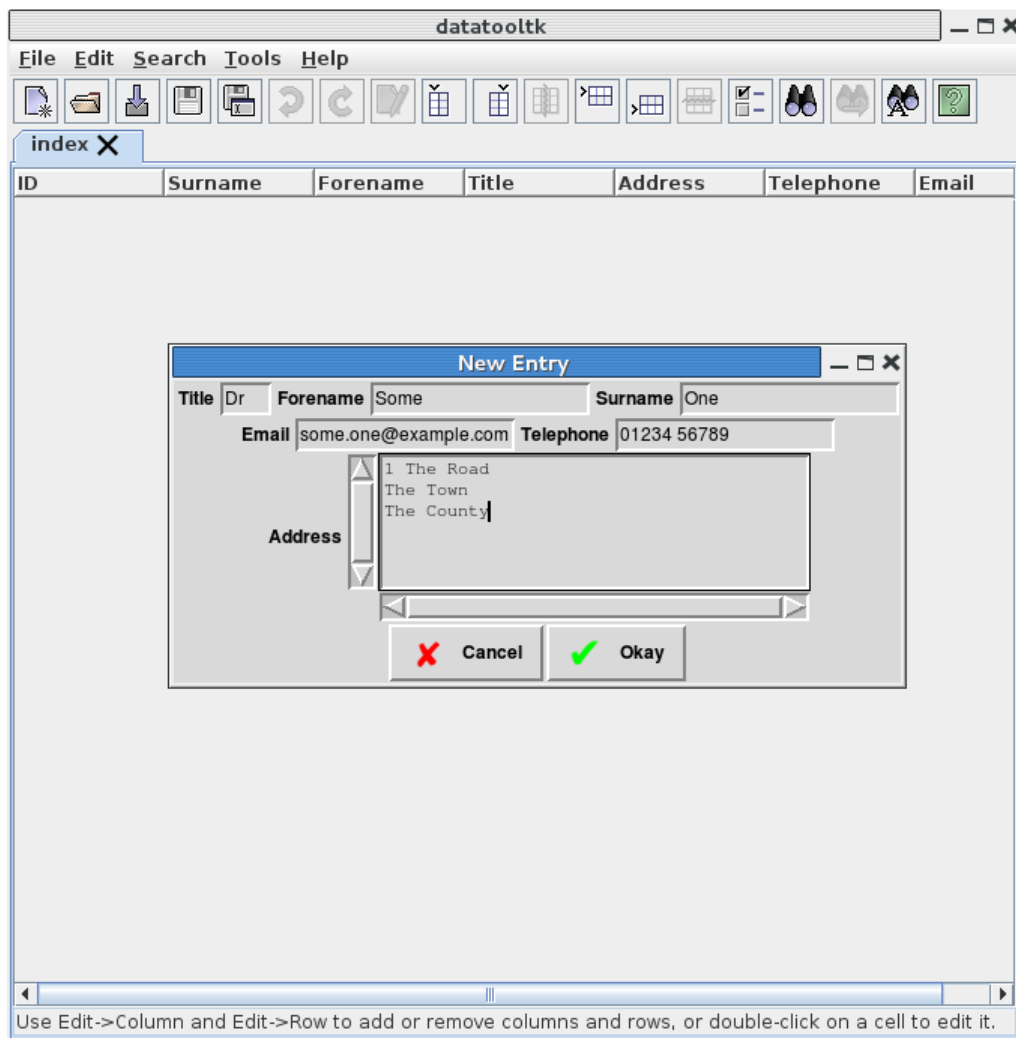 datatooltk
File Edit Search Tools Help
index
ID Surname Forename Title Address Telephone Email
New Entry
Title Dr Forename Some Surname One
Email some.one@example.com Telephone 01234 56789
Address
1 The Road
The Town
The County
Cancel Okay
Use Edit->Column and Edit->Row to add or remove columns and rows, or double-click on a cell to edit it.